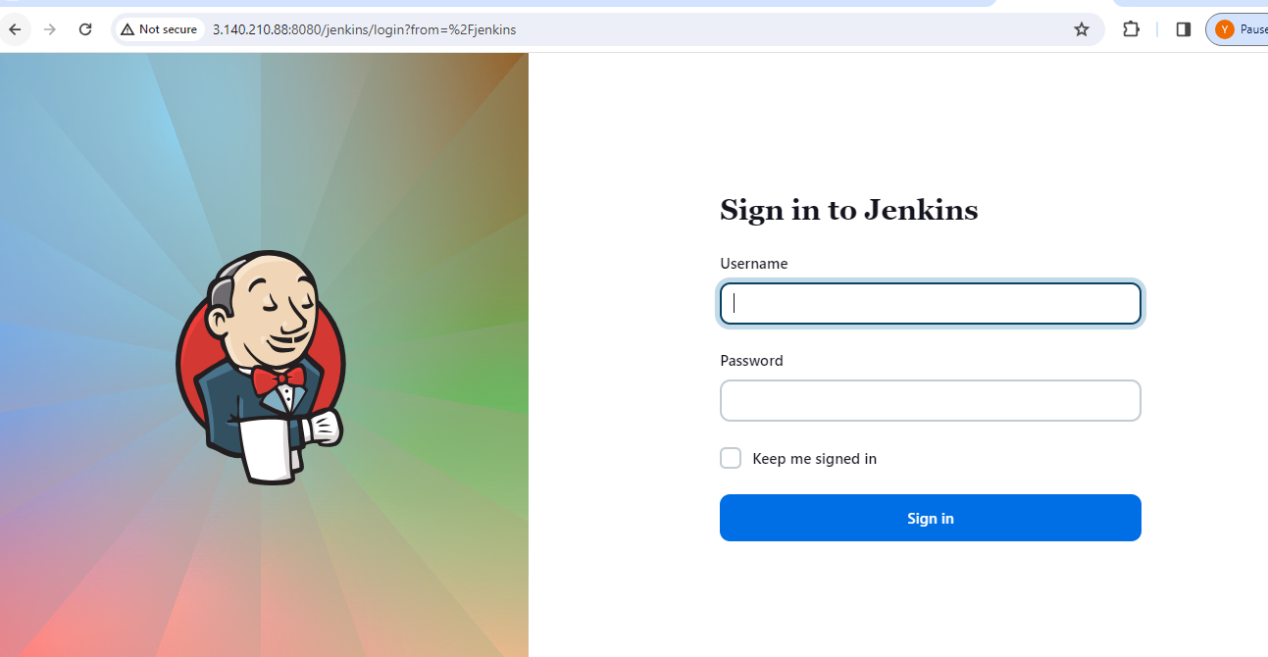 Not secure 3.140.210.88:8080/jenkins/login?from=%2Fjenkins Y Pause
Sign in to Jenkins
Username
Password
Keep me signed in
Sign in